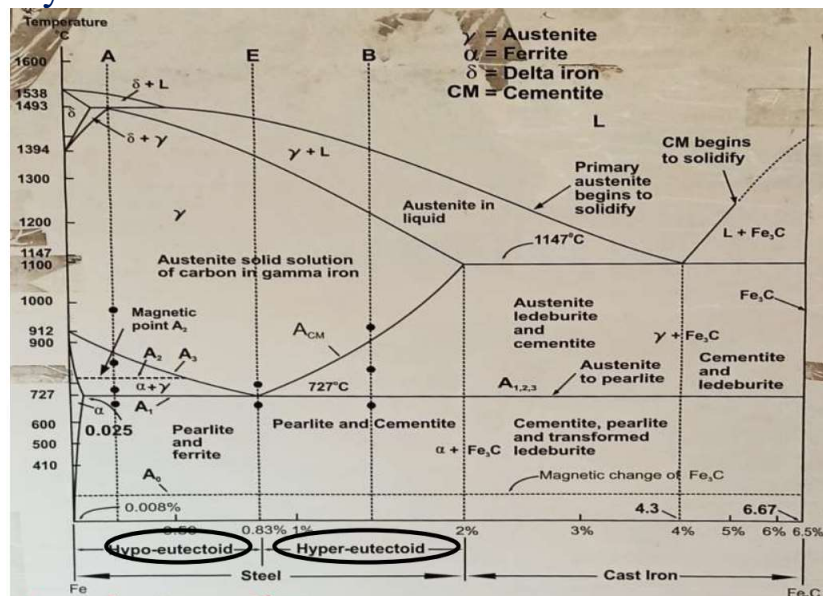 Temperature
°C
A
E
B
γ = Austenite
α = Ferrite
δ = Delta iron
CM = Cementite
1600
1538
1493
1394
1300
1200
1147
1100
1000
912
900
727
600
500
410
δ + L
δ
δ + γ
L
γ + L
CM begins
to solidify
Primary
austenite
begins to
solidify
Austenite in
liquid
γ
1147°C
L + Fe₃C
Austenite solid solution
of carbon in gamma iron
Fe₃C
Magnetic
point A₂
Austenite
ledeburite
and
cementite
γ + Fe₃C
Cementite
and
ledeburite
A_CM
A₂
A₃
α+γ
727°C
Austenite
to pearlite
A₁,₂,₃
A₁
α
0.025
Pearlite
and
ferrite
Pearlite and Cementite
Cementite, pearlite
and transformed
ledeburite
α + Fe₃C
A₀
Magnetic change of Fe₃C
0.008%
4.3
6.67
0.83%
1%
2%
3%
4%
5%
6%
6.5%
Hypo-eutectoid
Hyper-eutectoid
Steel
Cast Iron
Fe
Fe₃C